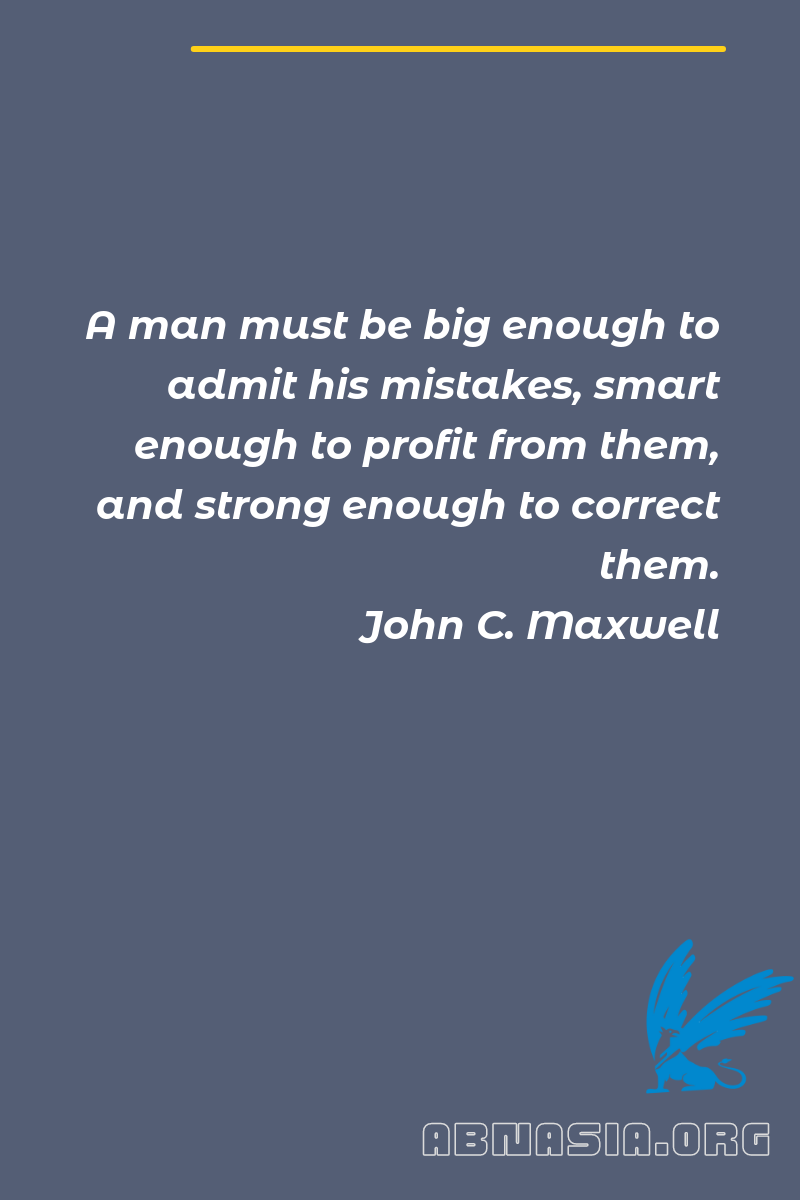 A man must be big enough to
admit his mistakes, smart
enough to profit from them,
and strong enough to correct
them.
John C. Maxwell
ABNASIA.ORG